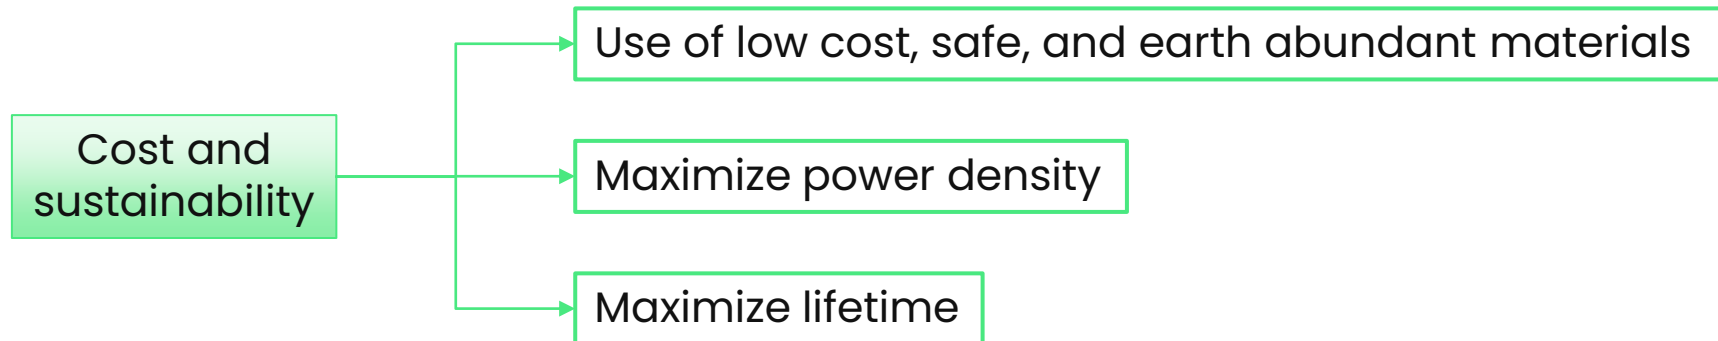 Use of low cost, safe, and earth abundant materials
Cost and
sustainability
Maximize power density
Maximize lifetime